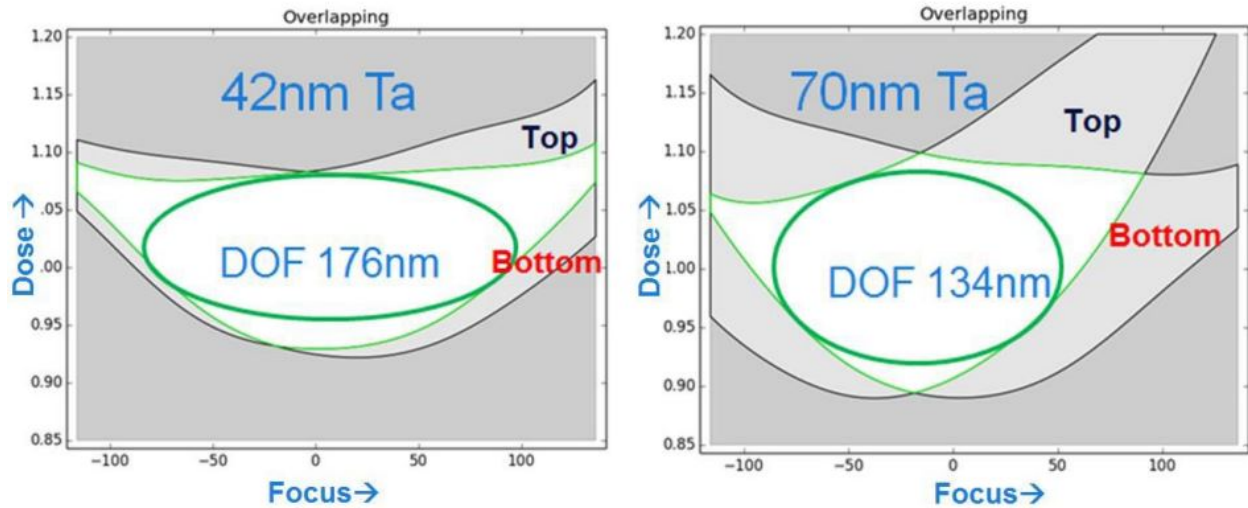 Overlapping
42nm Ta
Top
DOF 176nm
Bottom
1.20
1.15
1.10
.05
.00
0.95
0.90
0.85
Dose →
−100
−50
0
50
100
Focus→
Overlapping
70nm Ta
Top
DOF 134nm
Bottom
1.20
1.15
1.10
1.05
1.00
0.95
0.90
0.85
Dose →
−100
−50
0
50
100
Focus→